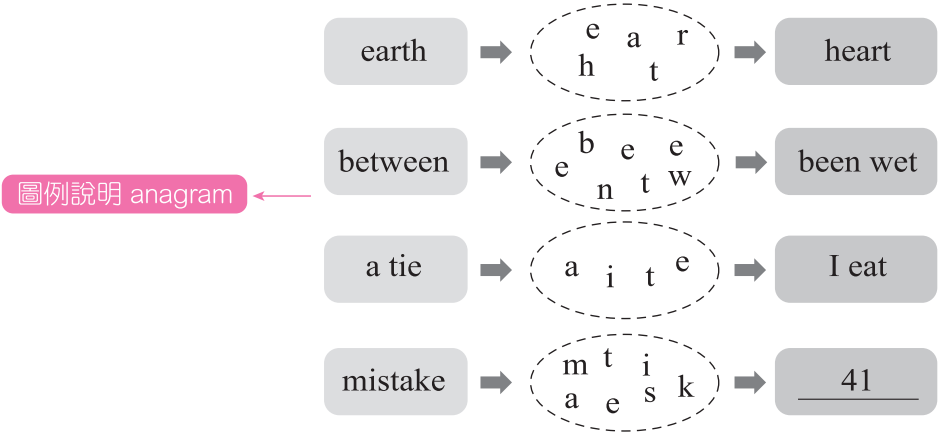 earth
e a r h t
heart
between
b e e e n t w
been wet
圖例說明 anagram
a tie
a i t e
I eat
mistake
m t i a e s k
41